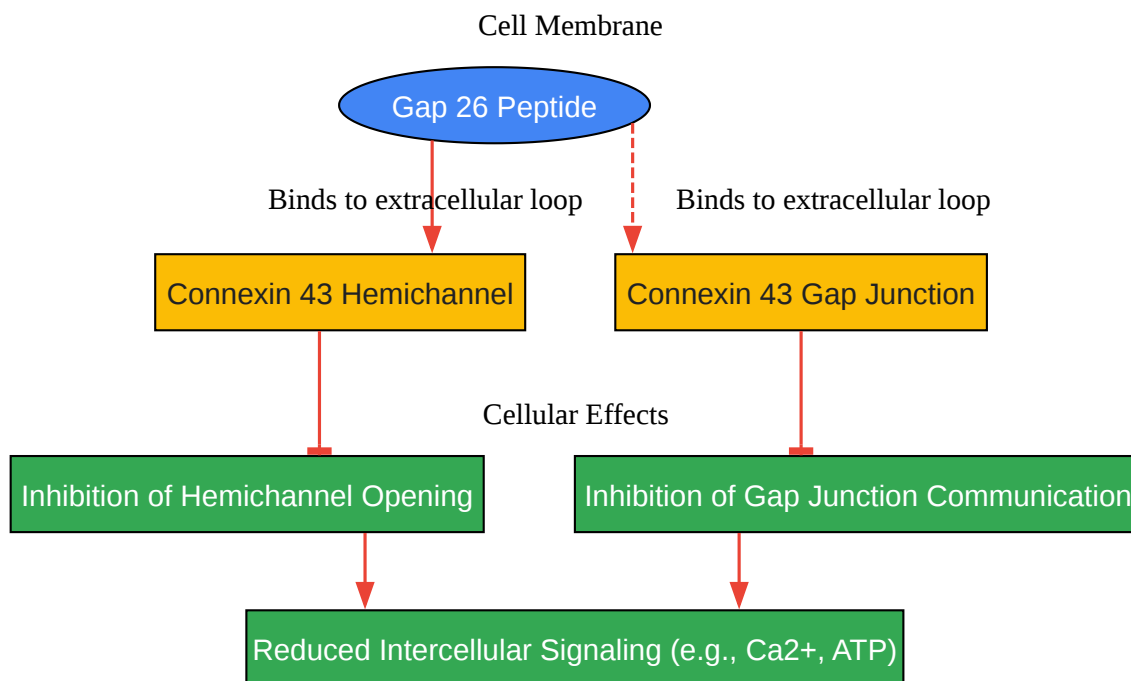 Cell Membrane
Gap 26 Peptide
Binds to extracellular loop
Binds to extracellular loop
Connexin 43 Hemichannel
Connexin 43 Gap Junction
Cellular Effects
Inhibition of Hemichannel Opening
Inhibition of Gap Junction Communication
Reduced Intercellular Signaling (e.g., Ca2+, ATP)